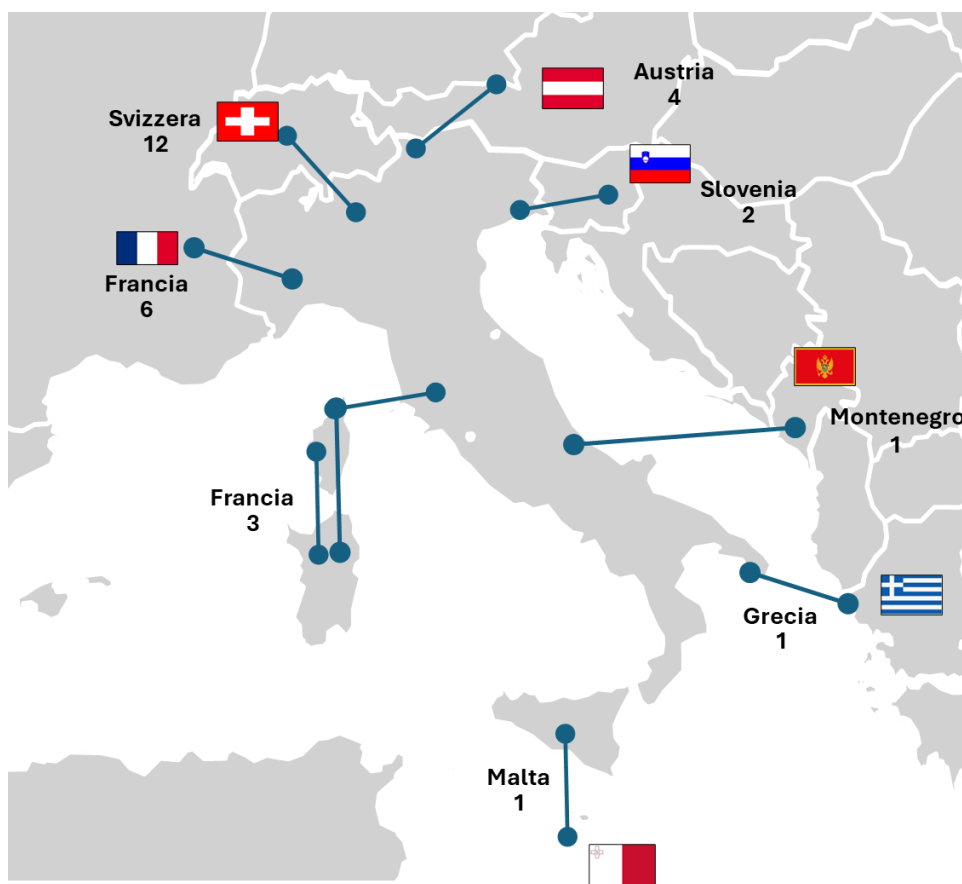 Austria
4
Svizzera
12
Slovenia
2
Francia
6
Montenegro
1
Francia
3
Grecia
1
Malta
1